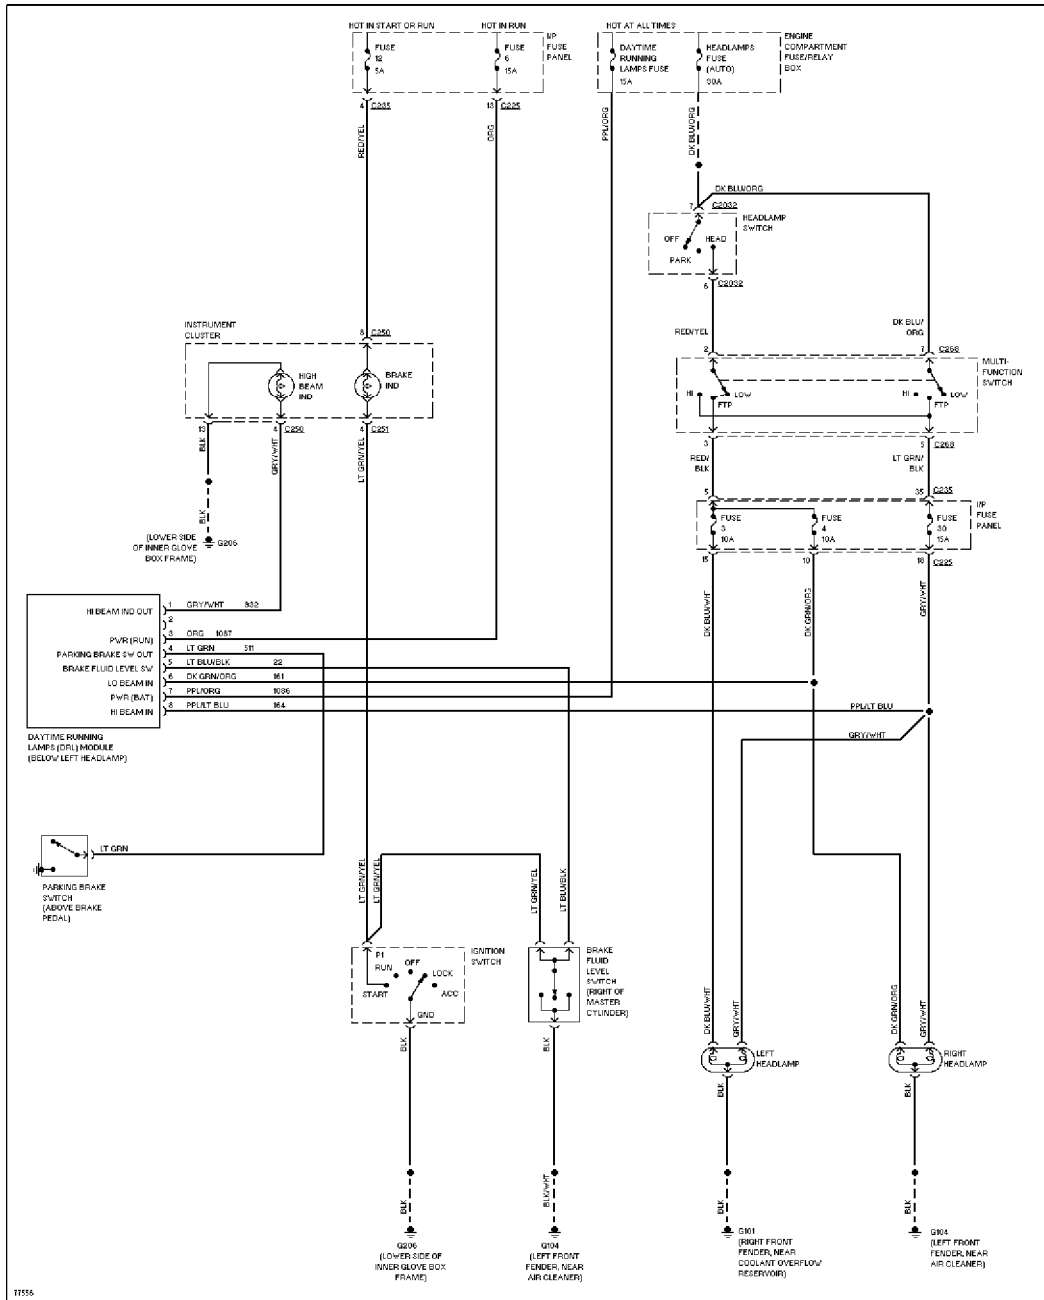 HOT IN START OR RUN
HOT IN RUN
HOT AT ALL TIMES
FUSE
12
5A
FUSE
6
15A
I/P
FUSE
PANEL
DAYTIME
RUNNING
LAMPS FUSE
15A
HEADLAMPS
FUSE
(AUTO)
30A
ENGINE
COMPARTMENT
FUSE/RELAY
BOX
4 C235
13 C225
RED/YEL
ORG
PPL/ORG
DK BLU/ORG
DK BLU/ORG
7 C2032
HEADLAMP
SWITCH
OFF
HEAD
PARK
6 C2032
RED/YEL
DK BLU/
ORG
INSTRUMENT
CLUSTER
8 C250
HIGH
BEAM
IND
BRAKE
IND
13
4 C250
4 C251
BLK
GRY/WHT
LT GRN/YEL
BLK
(LOWER SIDE
OF INNER GLOVE
BOX FRAME)
G206
2
7 C268
MULTI-
FUNCTION
SWITCH
HI
LOW
FTP
HI
LOW
FTP
3
5 C268
RED/
BLK
LT GRN/
BLK
5
35 C235
FUSE
3
10A
FUSE
4
10A
FUSE
30
15A
I/P
FUSE
PANEL
15
10
18 C225
DK BLU/WHT
DK GRN/ORG
GRY/WHT
HI BEAM IND OUT 1 GRY/WHT 932
2
PWR (RUN) 3 ORG 1087
PARKING BRAKE SW OUT 4 LT GRN 511
BRAKE FLUID LEVEL SW 5 LT BLU/BLK 22
LO BEAM IN 6 DK GRN/ORG 161
PWR (BAT) 7 PPL/ORG 1086
HI BEAM IN 8 PPL/LT BLU 164
PPL/LT BLU
GRY/WHT
DAYTIME RUNNING
LAMPS (DRL) MODULE
(BELOW LEFT HEADLAMP)
LT GRN
PARKING BRAKE
SWITCH
(ABOVE BRAKE
PEDAL)
LT GRN/YEL
LT GRN/YEL
LT GRN/YEL
LT BLU/BLK
P1
RUN
OFF
LOCK
START
ACC
GND
IGNITION
SWITCH
BRAKE
FLUID
LEVEL
SWITCH
(RIGHT OF
MASTER
CYLINDER)
DK BLU/WHT
GRY/WHT
DK GRN/ORG
GRY/WHT
LEFT
HEADLAMP
RIGHT
HEADLAMP
BLK
BLK
BLK
BLK
BLK
BLK/WHT
BLK
BLK
G206
(LOWER SIDE OF
INNER GLOVE BOX
FRAME)
G104
(LEFT FRONT
FENDER, NEAR
AIR CLEANER)
G101
(RIGHT FRONT
FENDER, NEAR
COOLANT OVERFLOW
RESERVOIR)
G104
(LEFT FRONT
FENDER, NEAR
AIR CLEANER)
77556